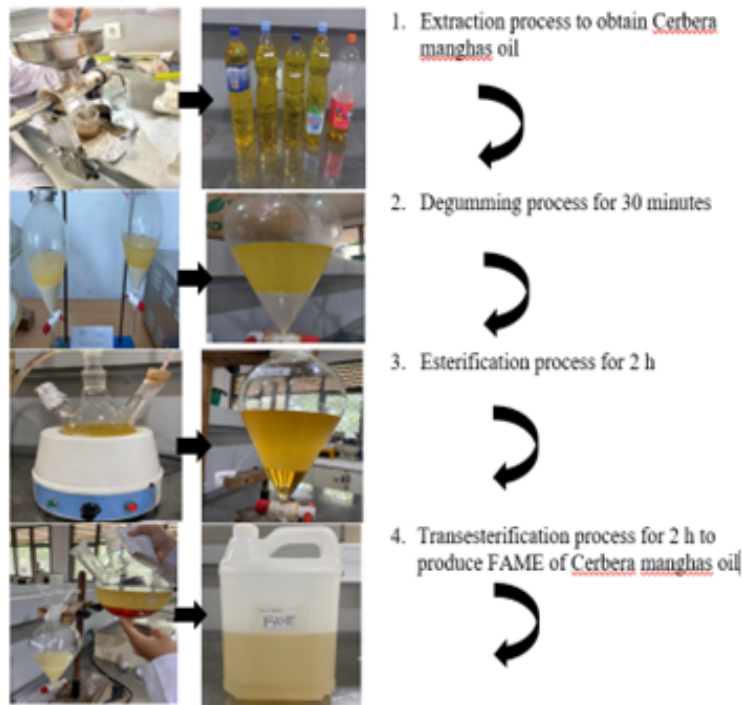 1. Extraction process to obtain Cerbera
manghas oil
2. Degumming process for 30 minutes
3. Esterification process for 2 h
4. Transesterification process for 2 h to
produce FAME of Cerbera manghas oil
FAME